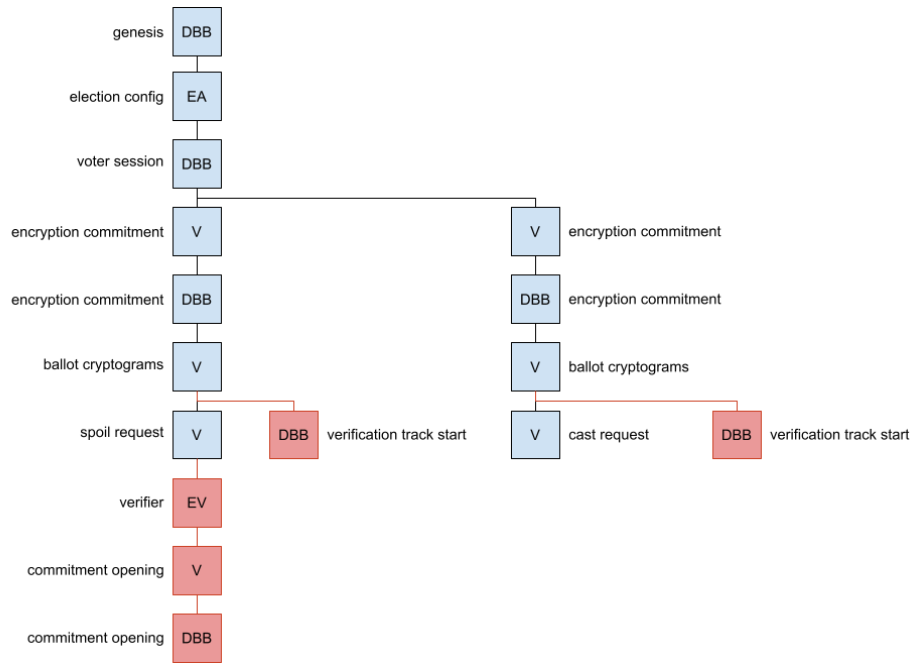 genesis DBB
election config EA
voter session DBB
encryption commitment V V encryption commitment
encryption commitment DBB DBB encryption commitment
ballot cryptograms V V ballot cryptograms
spoil request V DBB verification track start V cast request DBB verification track start
verifier EV
commitment opening V
commitment opening DBB